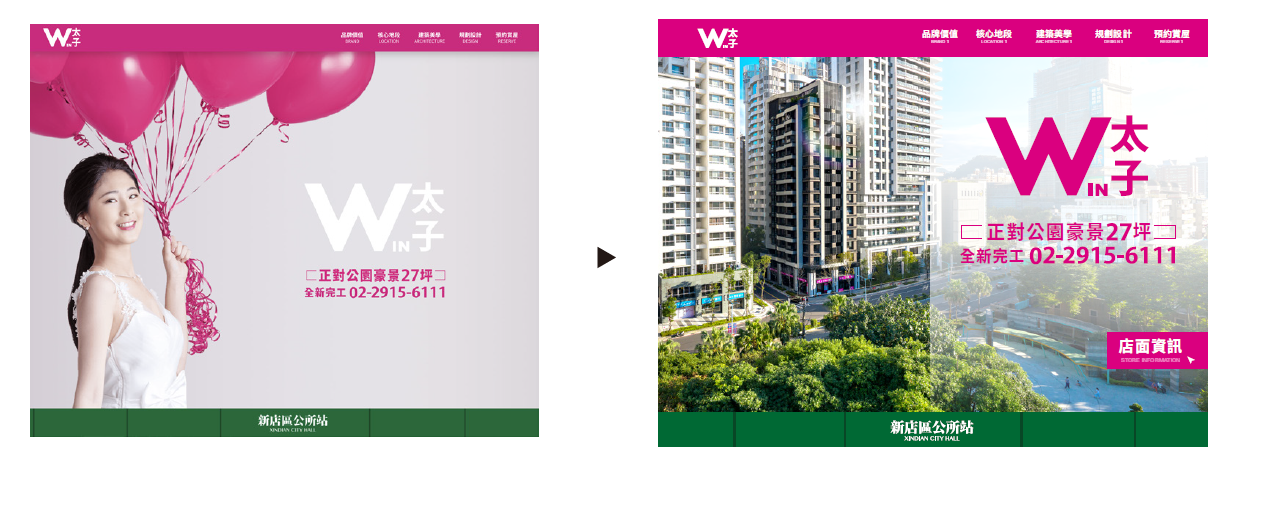 W IN 太子
品牌價值 核心地段 建築美學 規劃設計 預約賞屋
BRAND LOCATION ARCHITECTURE DESIGN RESERVE
W IN 太子
正對公園豪景27坪
全新完工 02-2915-6111
新店區公所站
XINDIAN CITY HALL
W IN 太子
品牌價值 核心地段 建築美學 規劃設計 預約賞屋
BRAND LOCATION ARCHITECTURE
W IN 太子
正對公園豪景27坪
全新完工 02-2915-6111
店面資訊
STORE INFORMATION
新店區公所站
XINDIAN CITY HALL